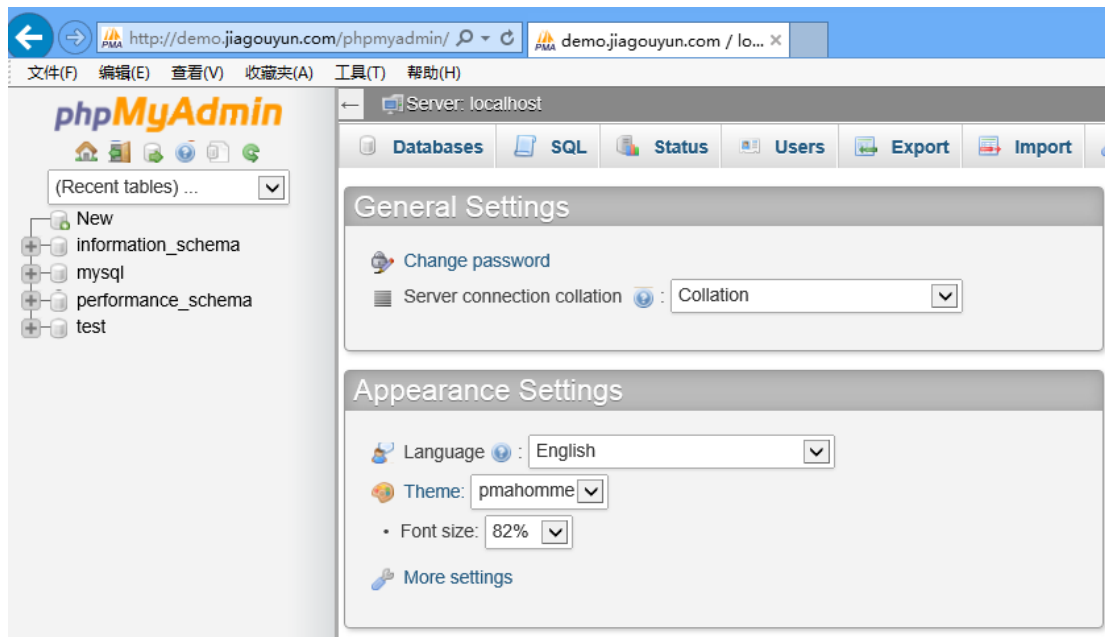 PMA http://demo.jiagouyun.com/phpmyadmin/
PMA demo.jiagouyun.com / lo...
文件(F) 编辑(E) 查看(V) 收藏夹(A) 工具(T) 帮助(H)
phpMyAdmin
(Recent tables) ...
New
information_schema
mysql
performance_schema
test
Server: localhost
Databases SQL Status Users Export Import
General Settings
Change password
Server connection collation : Collation
Appearance Settings
Language : English
Theme: pmahomme
• Font size: 82%
More settings